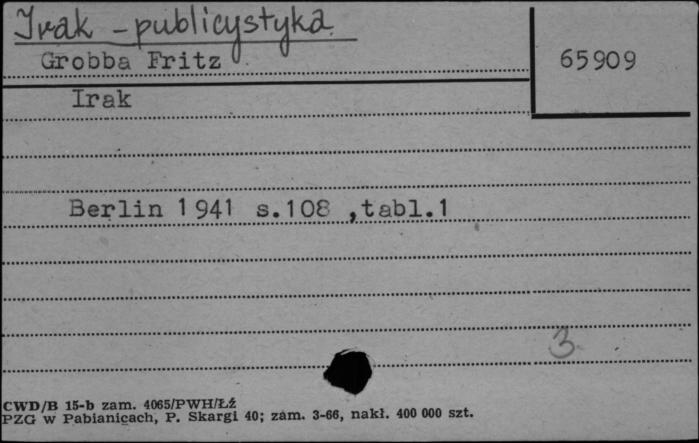 Irak - publicystyka
Grobba Fritz
65909
Irak
Berlin 1941 s.108 ,tabl.1
3
CWD/B 15-b zam. 4065/PWH/Łź
PZG w Pabianicach, P. Skargi 40; zam. 3-66, nakł. 400 000 szt.